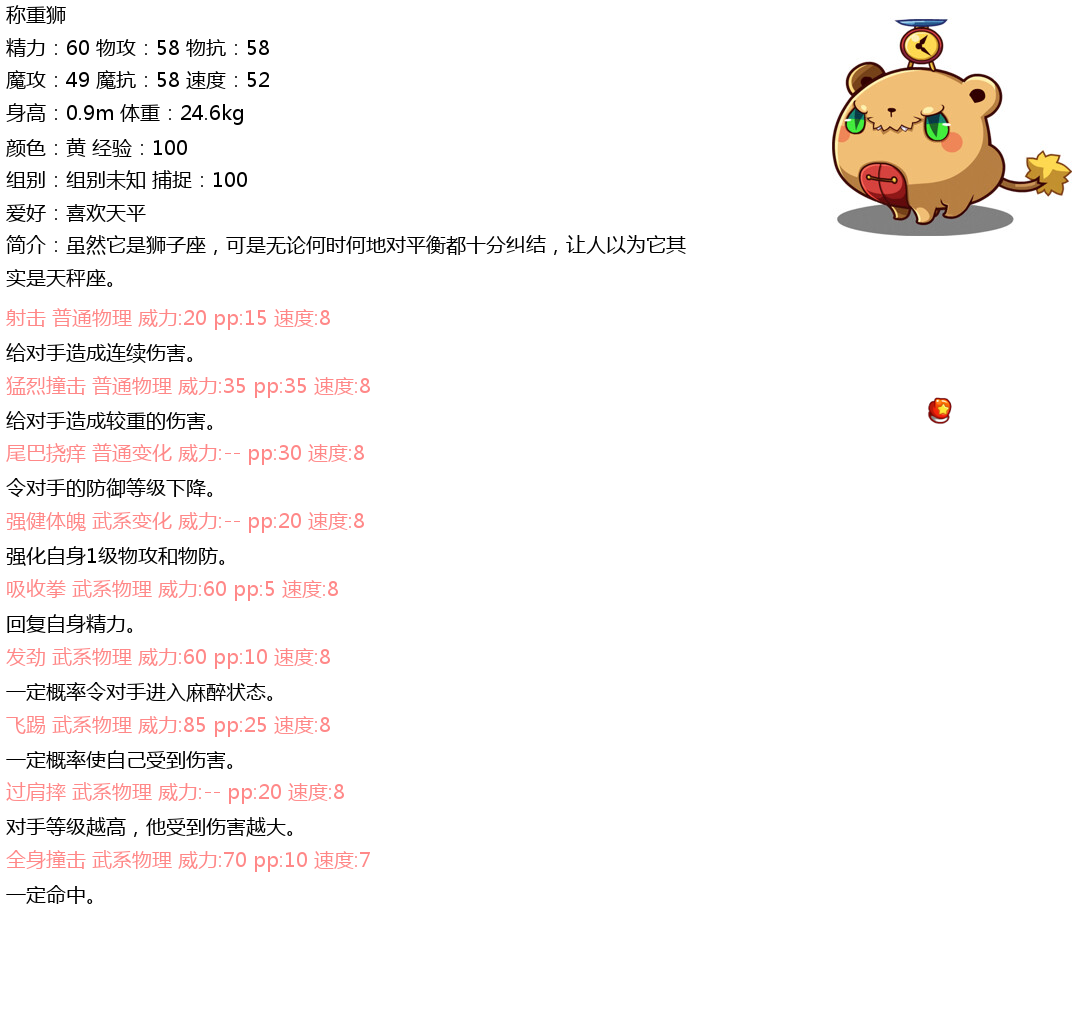 称重狮
精力：60 物攻：58 物抗：58
魔攻：49 魔抗：58 速度：52
身高：0.9m 体重：24.6kg
颜色：黄 经验：100
组别：组别未知 捕捉：100
爱好：喜欢天平
简介：虽然它是狮子座，可是无论何时何地对平衡都十分纠结，让人以为它其
实是天秤座。
射击 普通物理 威力:20 pp:15 速度:8
给对手造成连续伤害。
猛烈撞击 普通物理 威力:35 pp:35 速度:8
给对手造成较重的伤害。
尾巴挠痒 普通变化 威力:-- pp:30 速度:8
令对手的防御等级下降。
强健体魄 武系变化 威力:-- pp:20 速度:8
强化自身1级物攻和物防。
吸收拳 武系物理 威力:60 pp:5 速度:8
回复自身精力。
发劲 武系物理 威力:60 pp:10 速度:8
一定概率令对手进入麻醉状态。
飞踢 武系物理 威力:85 pp:25 速度:8
一定概率使自己受到伤害。
过肩摔 武系物理 威力:-- pp:20 速度:8
对手等级越高，他受到伤害越大。
全身撞击 武系物理 威力:70 pp:10 速度:7
一定命中。